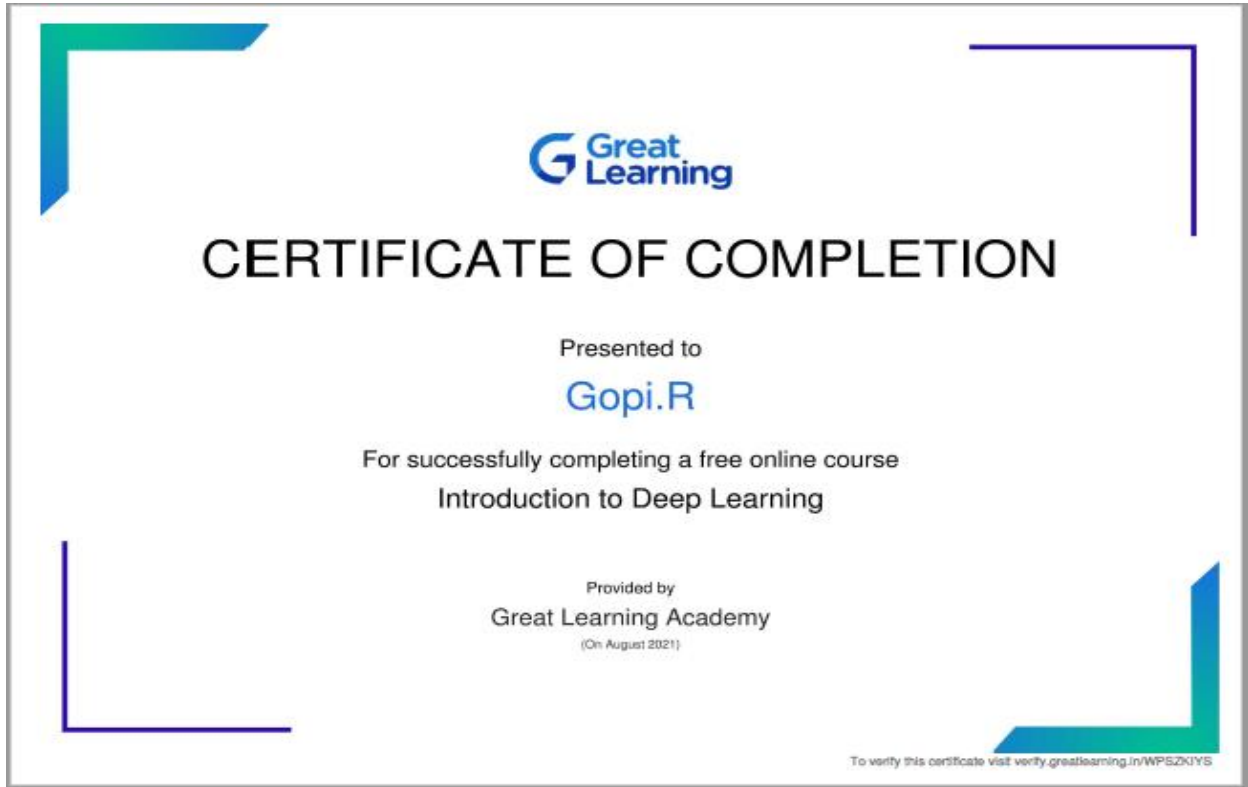 Great
Learning
CERTIFICATE OF COMPLETION
Presented to
Gopi.R
For successfully completing a free online course
Introduction to Deep Learning
Provided by
Great Learning Academy
(On August 2021)
To verify this certificate visit verify.greatlearning.in/WPSZKIYS